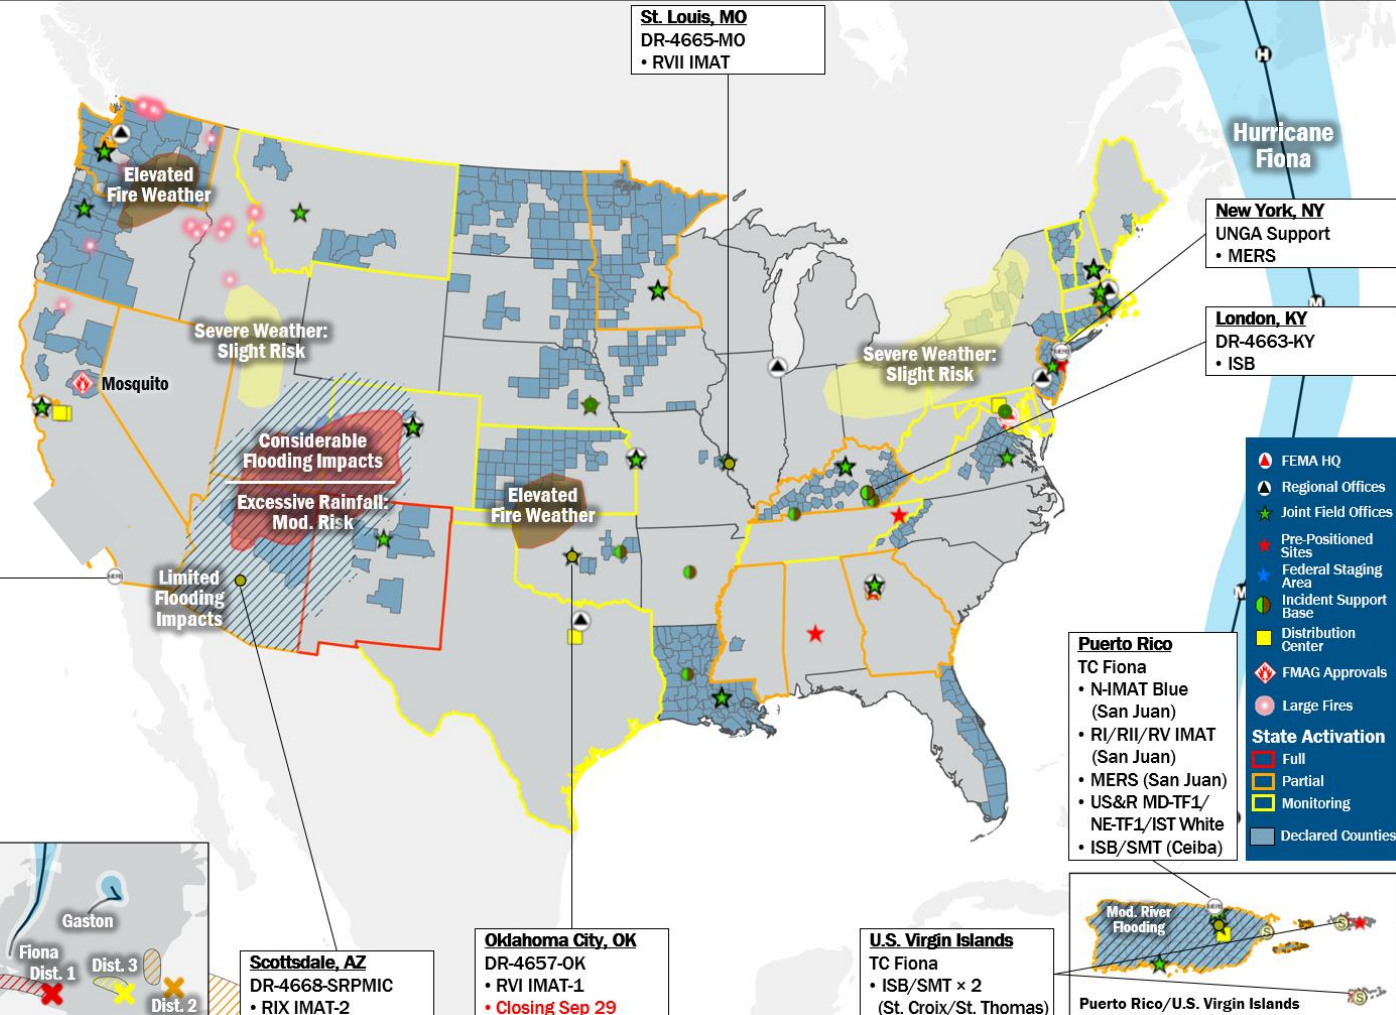 St. Louis, MO
DR-4665-MO
• RVII IMAT
Hurricane
Fiona
H
New York, NY
UNGA Support
• MERS
M
London, KY
DR-4663-KY
• ISB
Elevated
Fire Weather
Severe Weather:
Slight Risk
Severe Weather:
Slight Risk
Mosquito
Considerable
Flooding Impacts
Excessive Rainfall:
Mod. Risk
Elevated
Fire Weather
Limited
Flooding
Impacts
FEMA HQ
Regional Offices
Joint Field Offices
Pre-Positioned
Sites
Federal Staging
Area
Incident Support
Base
Distribution
Center
FMAG Approvals
Large Fires
State Activation
Full
Partial
Monitoring
Declared Counties
M
Puerto Rico
TC Fiona
• N-IMAT Blue
(San Juan)
• RI/RII/RV IMAT
(San Juan)
• MERS (San Juan)
• US&R MD-TF1/
NE-TF1/IST White
• ISB/SMT (Ceiba)
Gaston
Fiona
Dist. 1
Dist. 3
Dist. 2
Scottsdale, AZ
DR-4668-SRPMIC
• RIX IMAT-2
Oklahoma City, OK
DR-4657-OK
• RVI IMAT-1
• Closing Sep 29
U.S. Virgin Islands
TC Fiona
• ISB/SMT × 2
(St. Croix/St. Thomas)
Mod. River
Flooding
S
S
S
Puerto Rico/U.S. Virgin Islands